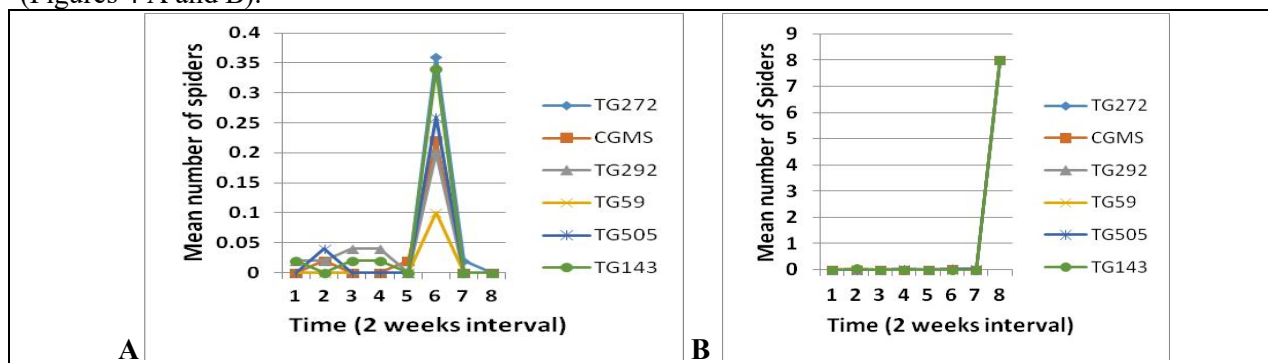 (Figures 4 A and B).
Mean number of spiders
0.4
0.35
0.3
0.25
0.2
0.15
0.1
0.05
0
1 2 3 4 5 6 7 8
Time (2 weeks interval)
TG272
CGMS
TG292
TG59
TG505
TG143
A
Mean number of Spiders
9
8
7
6
5
4
3
2
1
0
1 2 3 4 5 6 7 8
Time (2 weeks interval)
TG272
CGMS
TG292
TG59
TG505
TG143
B